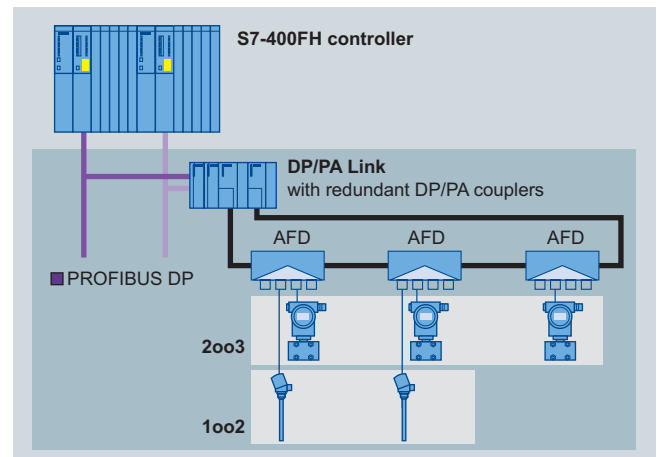 S7-400FH controller
DP/PA Link
with redundant DP/PA couplers
AFD
AFD
AFD
PROFIBUS DP
2oo3
1oo2